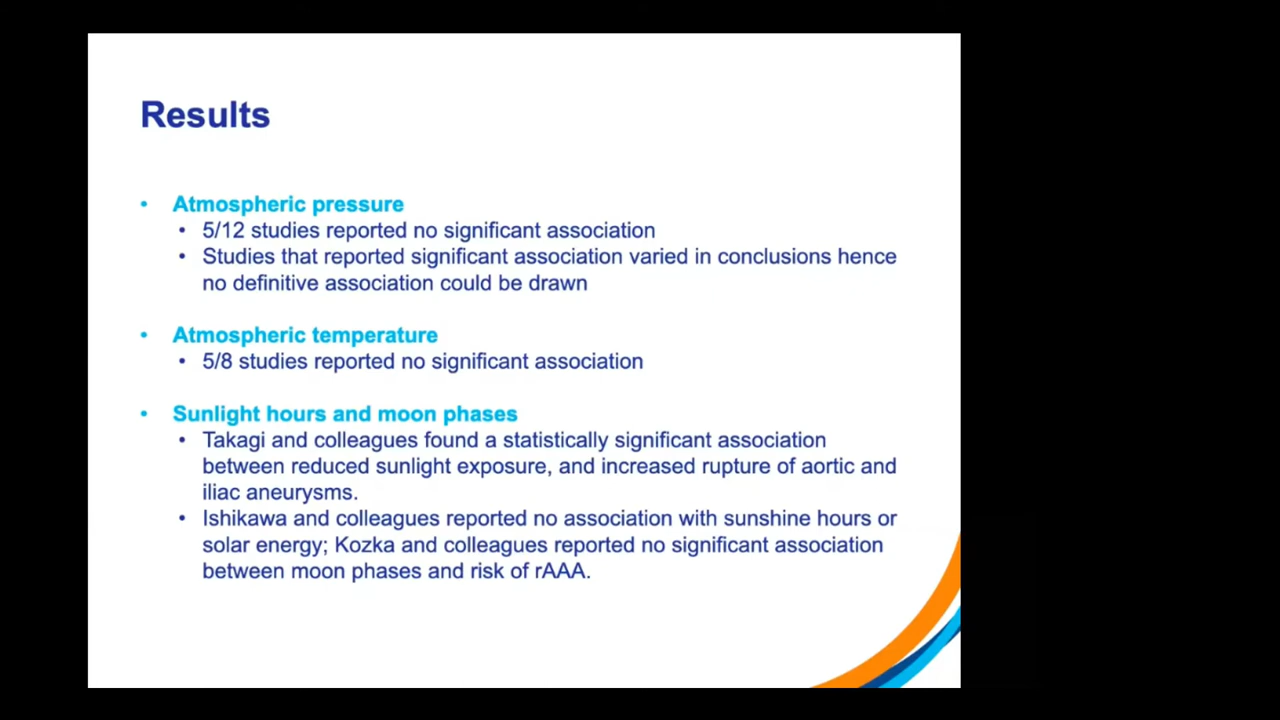 Results
• Atmospheric pressure
• 5/12 studies reported no significant association
• Studies that reported significant association varied in conclusions hence
no definitive association could be drawn
• Atmospheric temperature
• 5/8 studies reported no significant association
• Sunlight hours and moon phases
• Takagi and colleagues found a statistically significant association
between reduced sunlight exposure, and increased rupture of aortic and
iliac aneurysms.
• Ishikawa and colleagues reported no association with sunshine hours or
solar energy; Kozka and colleagues reported no significant association
between moon phases and risk of rAAA.